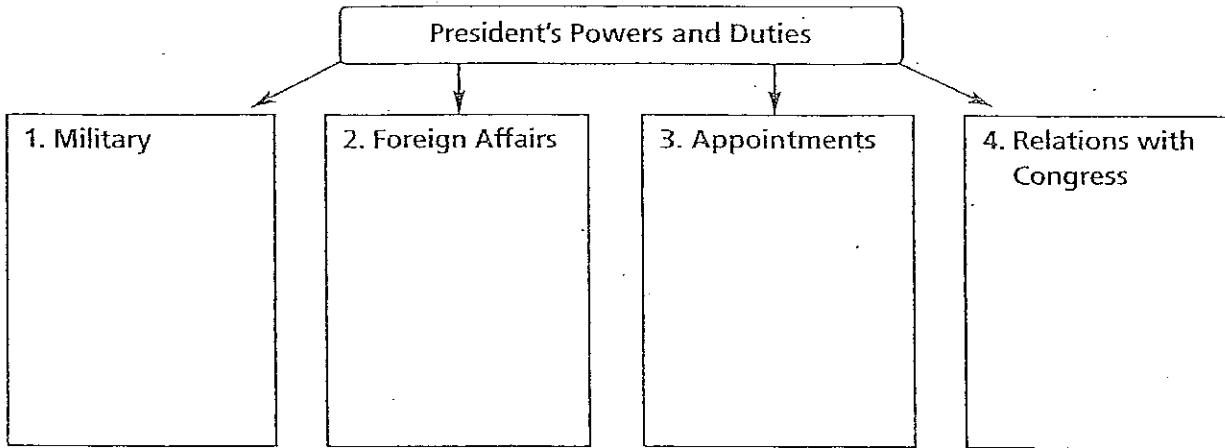 President's Powers and Duties
1. Military
2. Foreign Affairs
3. Appointments
4. Relations with
Congress